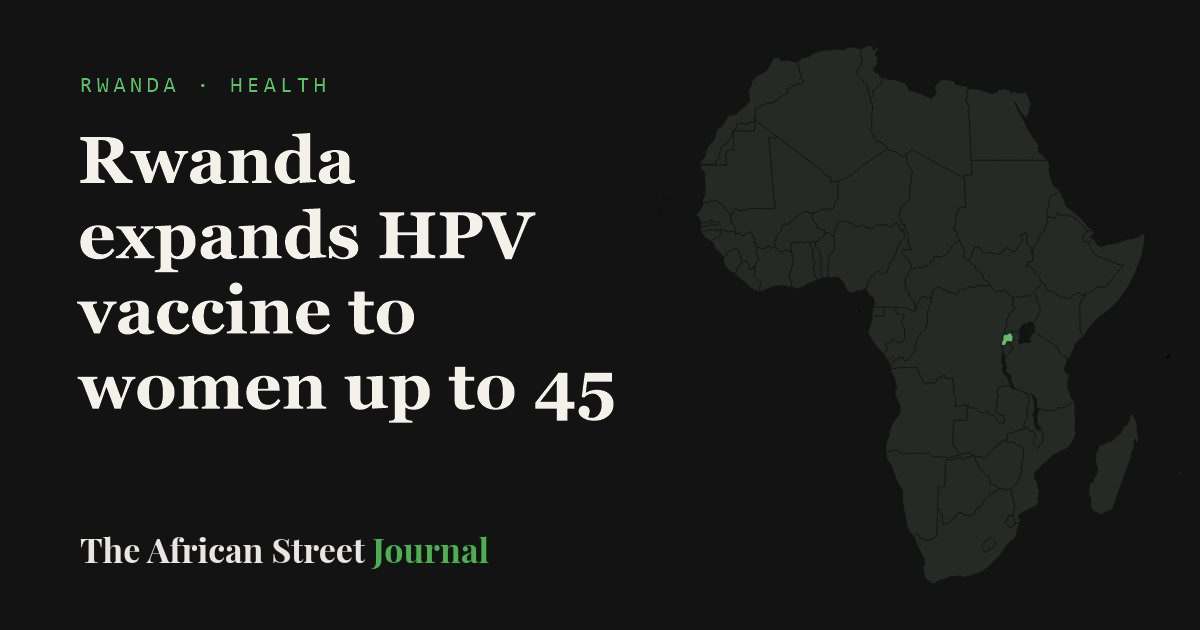 RWANDA · HEALTH
Rwanda
expands HPV
vaccine to
women up to 45
The African Street Journal